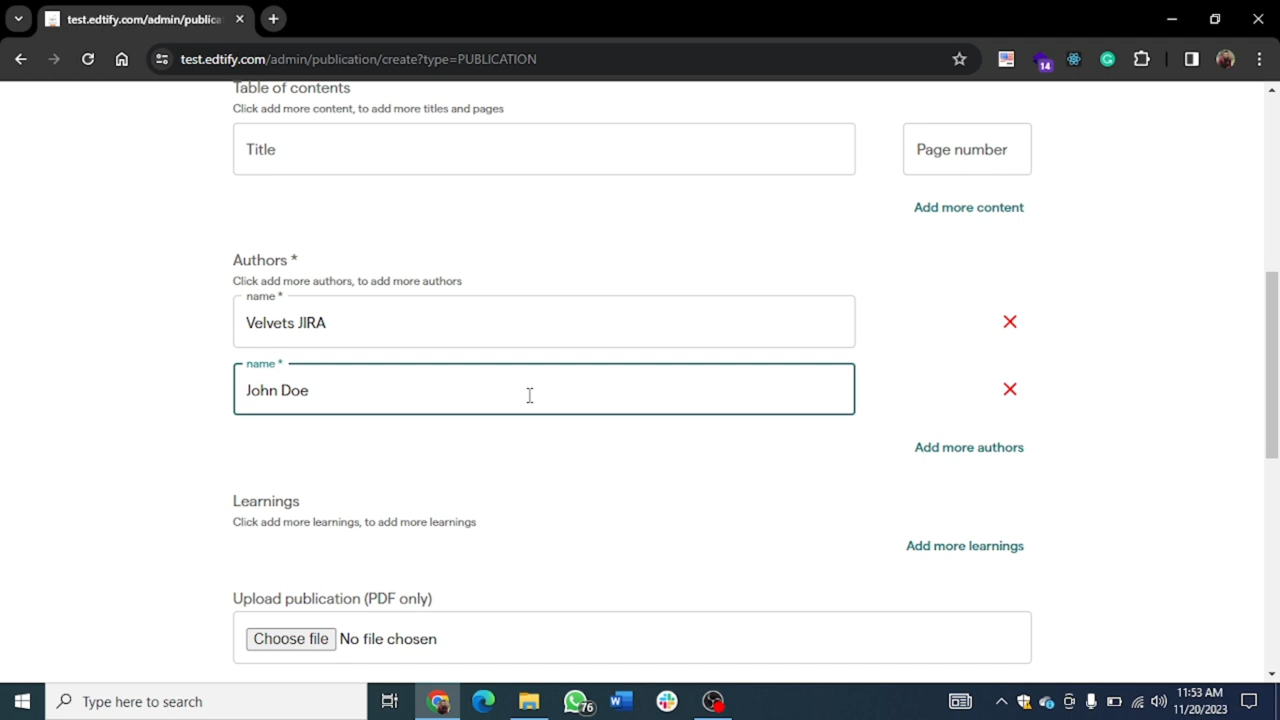 test.edtify.com/admin/publica
test.edtify.com/admin/publication/create?type=PUBLICATION
14
Table of contents
Click add more content, to add more titles and pages
Title
Page number
Add more content
Authors *
Click add more authors, to add more authors
name *
Velvets JIRA
name *
John Doe
Add more authors
Learnings
Click add more learnings, to add more learnings
Add more learnings
Upload publication (PDF only)
Choose file No file chosen
Type here to search
76
11:53 AM
11/20/2023